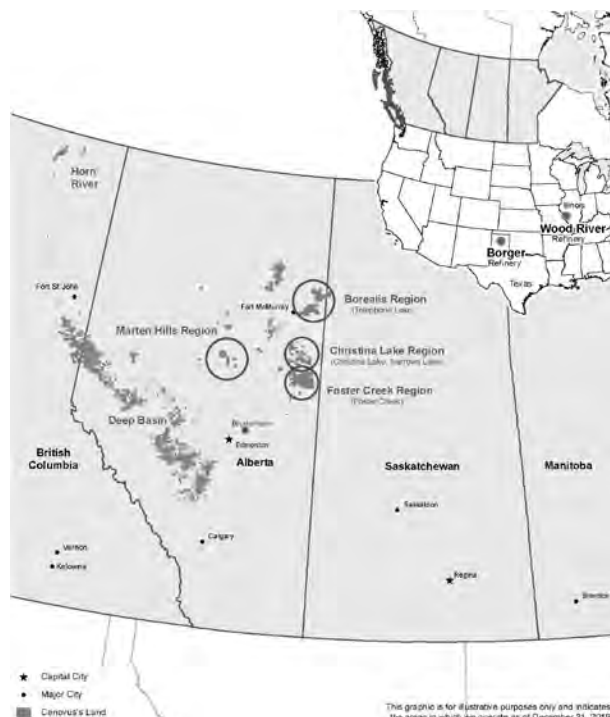 Horn
River
Illinois
Wood River
Refinery
Borger
Refinery
Texas
Fort St John
Fort McMurray
Borealis Region
(Telephone Lake)
Marten Hills Region
Christina Lake Region
(Christina Lake, Narrows Lake)
Foster Creek Region
(Foster Creek)
Deep Basin
Edmonton
British
Columbia
Alberta
Saskatchewan
Manitoba
Saskatoon
Calgary
Vernon
Kelowna
Regina
Brandon
Capital City
Major City
Cenovus's Land
This graphic is for illustrative purposes only and indicates